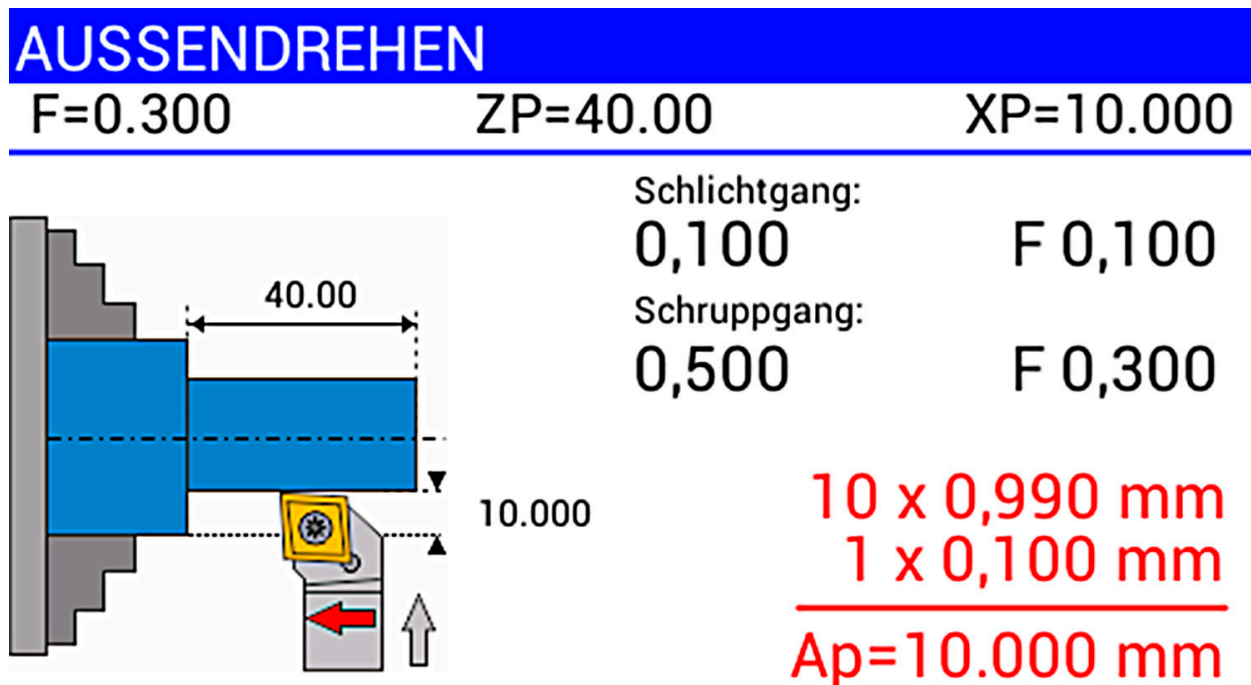 AUSSENDREHEN
F=0.300 ZP=40.00 XP=10.000
Schlichtgang:
0,100 F 0,100
Schruppgang:
0,500 F 0,300
40.00
10.000
10 x 0,990 mm
1 x 0,100 mm
Ap=10.000 mm